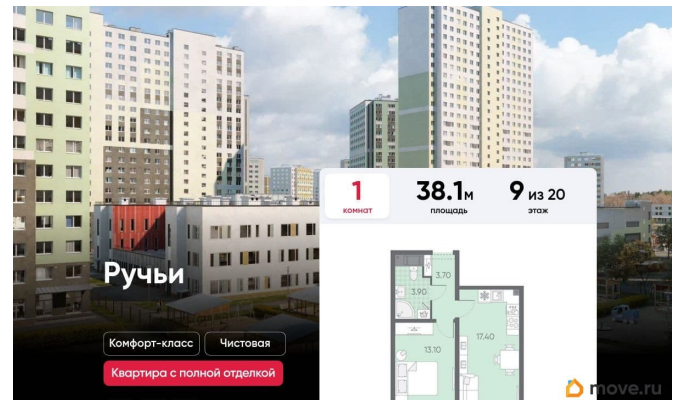 1
комнат
38.1м
площадь
9 из 20
этаж
Ручьи
3.70
3.90
13.10
17.40
Комфорт-класс
Чистовая
Квартира с полной отделкой
move.ru